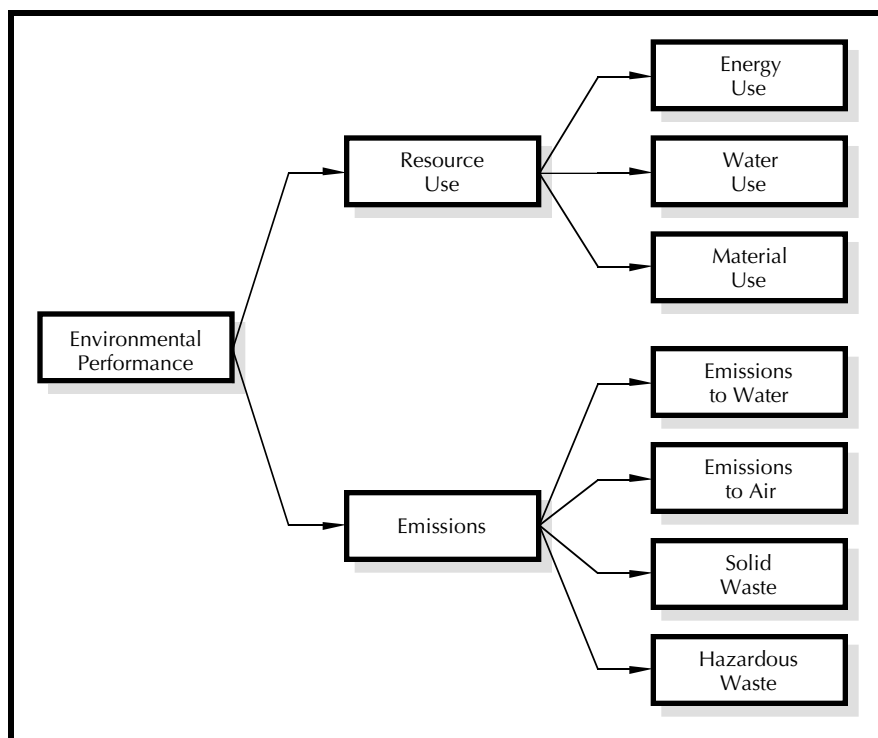 Energy
Use
Resource
Use
Water
Use
Material
Use
Environmental
Performance
Emissions
to Water
Emissions
to Air
Emissions
Solid
Waste
Hazardous
Waste